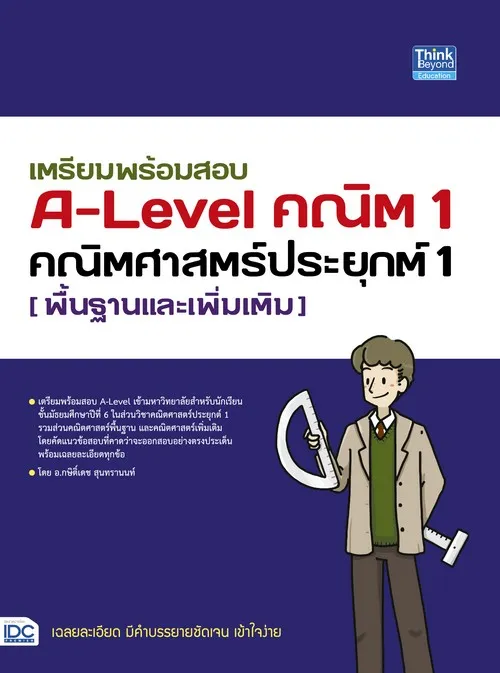 Think
Beyond
Education
เตรียมพร้อมสอบ
A-Level คณิต 1
คณิตศาสตร์ประยุกต์ 1
[ พื้นฐานและเพิ่มเติม ]
เตรียมพร้อมสอบ A-Level เข้ามหาวิทยาลัยสำหรับนักเรียน
ชั้นมัธยมศึกษาปีที่ 6 ในส่วนวิชาคณิตศาสตร์ประยุกต์ 1
รวมส่วนคณิตศาสตร์พื้นฐาน และคณิตศาสตร์เพิ่มเติม
โดยคัดแนวข้อสอบที่คาดว่าจะออกสอบอย่างตรงประเด็น
พร้อมเฉลยละเอียดทุกข้อ
โดย อ.กษิดิ์เดช สุนทรานนท์
IDC
PREMIER
เฉลยละเอียด มีคำบรรยายชัดเจน เข้าใจง่าย